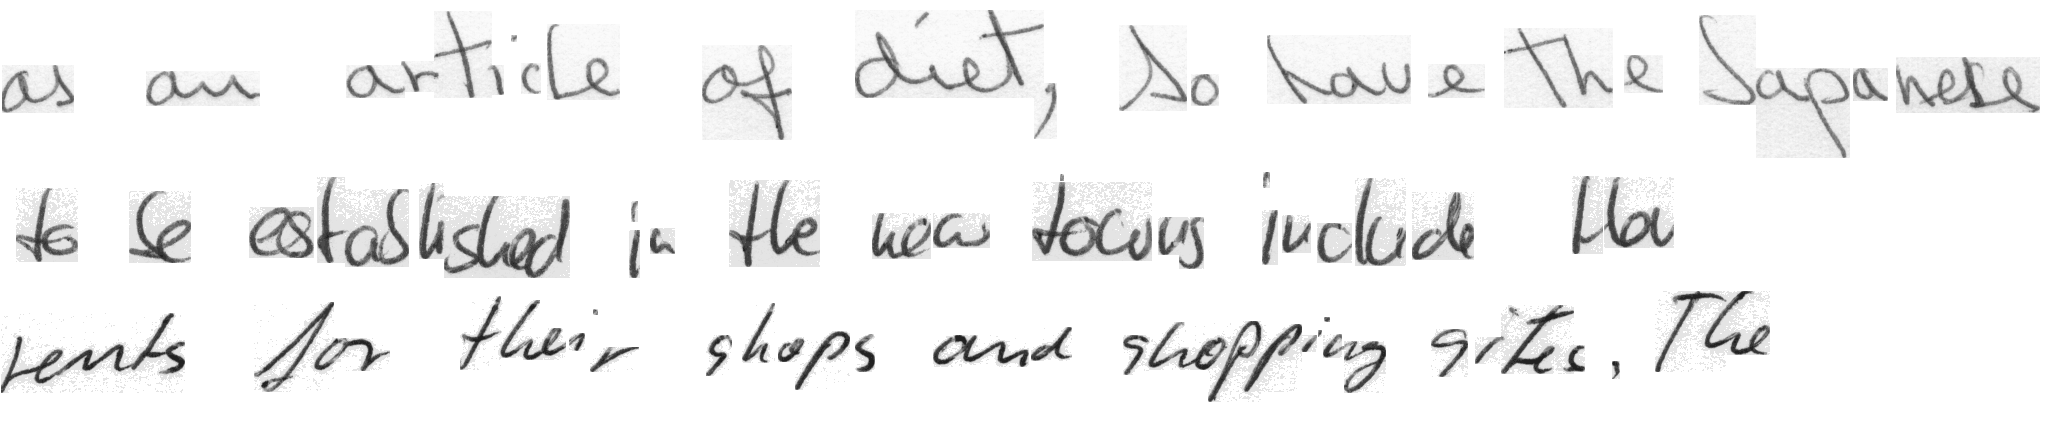 as an article of diet, so have the Japanese
to be established in the new towns include
rents for their shops and shopping sites. The